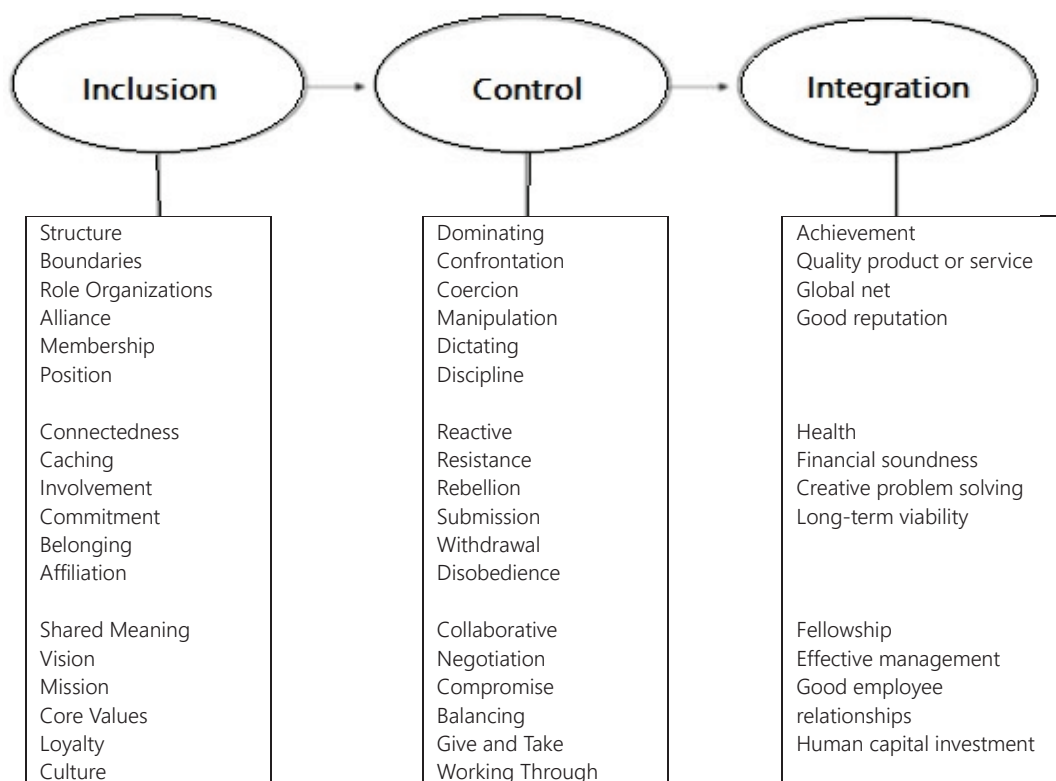 Inclusion
Control
Integration
Structure
Boundaries
Role Organizations
Alliance
Membership
Position
Connectedness
Caching
Involvement
Commitment
Belonging
Affiliation
Shared Meaning
Vision
Mission
Core Values
Loyalty
Culture
Dominating
Confrontation
Coercion
Manipulation
Dictating
Discipline
Reactive
Resistance
Rebellion
Submission
Withdrawal
Disobedience
Collaborative
Negotiation
Compromise
Balancing
Give and Take
Working Through
Achievement
Quality product or service
Global net
Good reputation
Health
Financial soundness
Creative problem solving
Long-term viability
Fellowship
Effective management
Good employee
relationships
Human capital investment